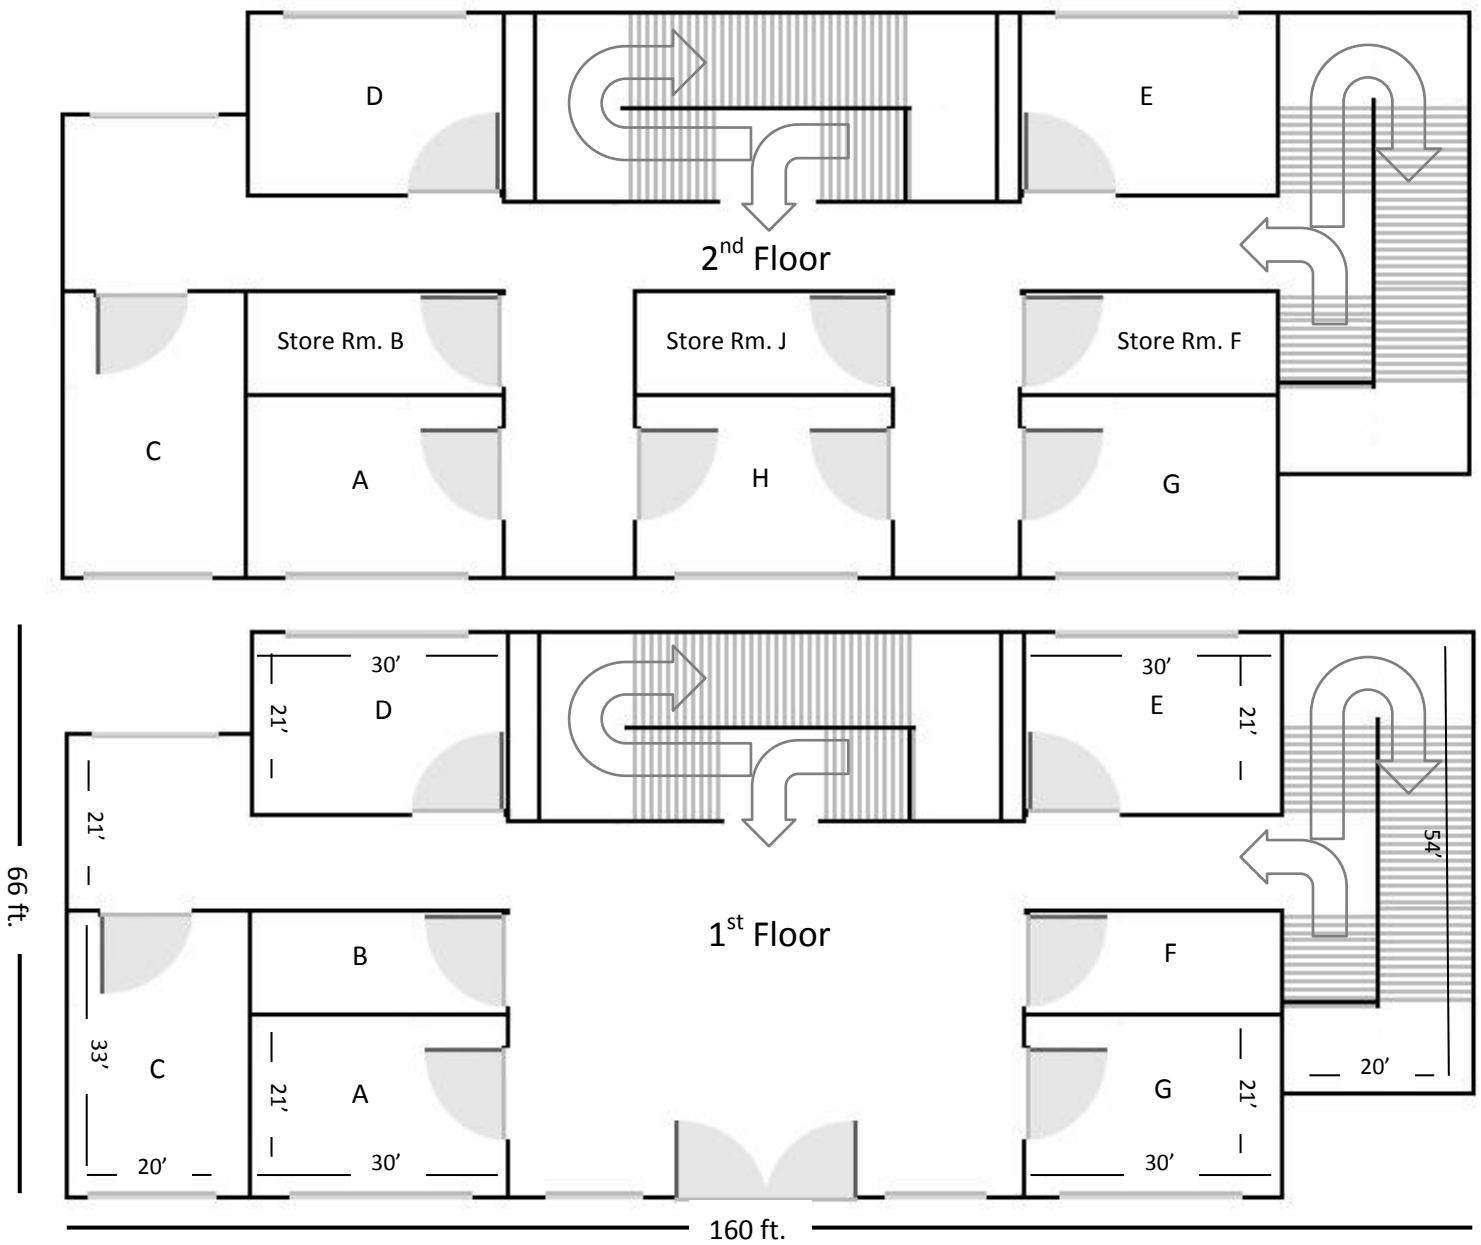 D
E
2nd Floor
Store Rm. B
Store Rm. J
Store Rm. F
C
A
H
G
30’
30’
21’
D
E
21’
21’
54’
66 ft.
1st Floor
B
F
33’
C
20’
A
21’
G
21’
20’
30’
30’
160 ft.